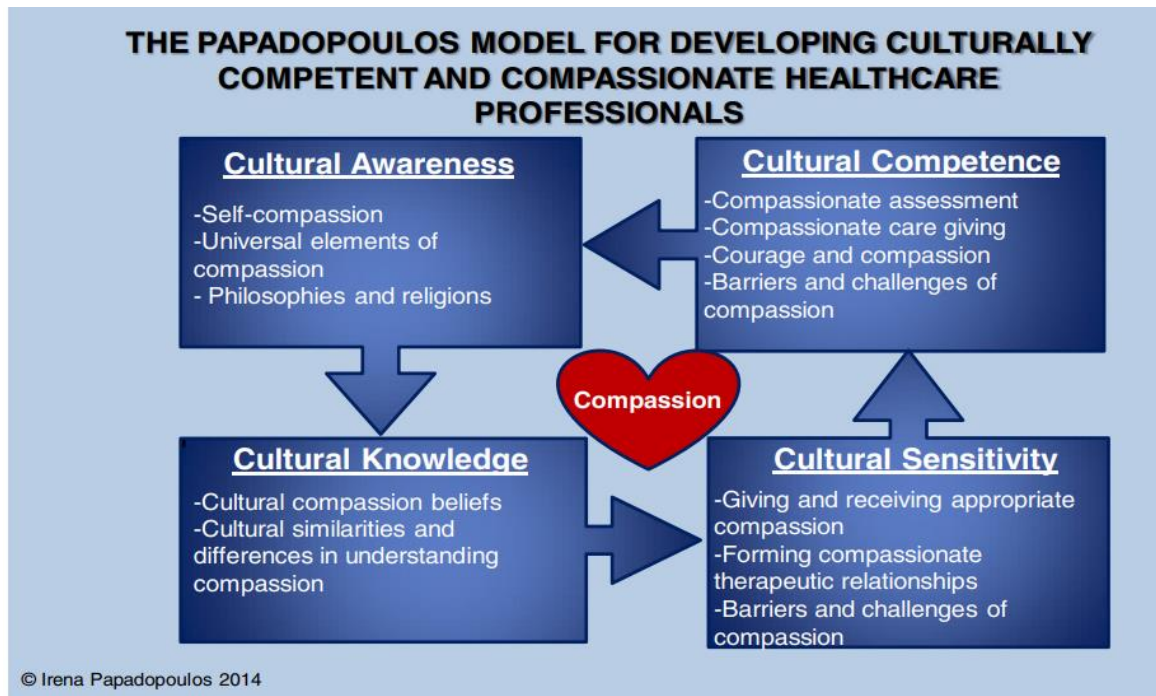 THE PAPADOPOULOS MODEL FOR DEVELOPING CULTURALLY
COMPETENT AND COMPASSIONATE HEALTHCARE
PROFESSIONALS
Cultural Awareness
-Self-compassion
-Universal elements of
compassion
- Philosophies and religions
Cultural Competence
-Compassionate assessment
-Compassionate care giving
-Courage and compassion
-Barriers and challenges of
compassion
Compassion
Cultural Knowledge
-Cultural compassion beliefs
-Cultural similarities and
differences in understanding
compassion
Cultural Sensitivity
-Giving and receiving appropriate
compassion
-Forming compassionate
therapeutic relationships
-Barriers and challenges of
compassion
© Irena Papadopoulos 2014